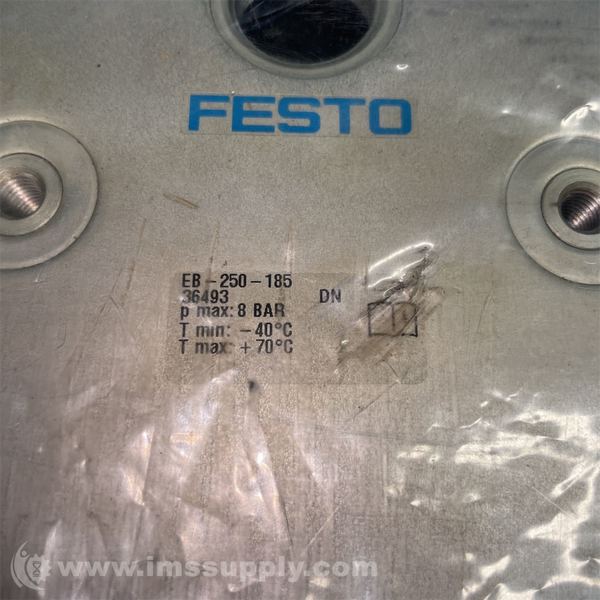 FESTO
EB-250-185
36493 DN
p max: 8 BAR
T min: -40°C
T max: +70°C
www.imssupply.com